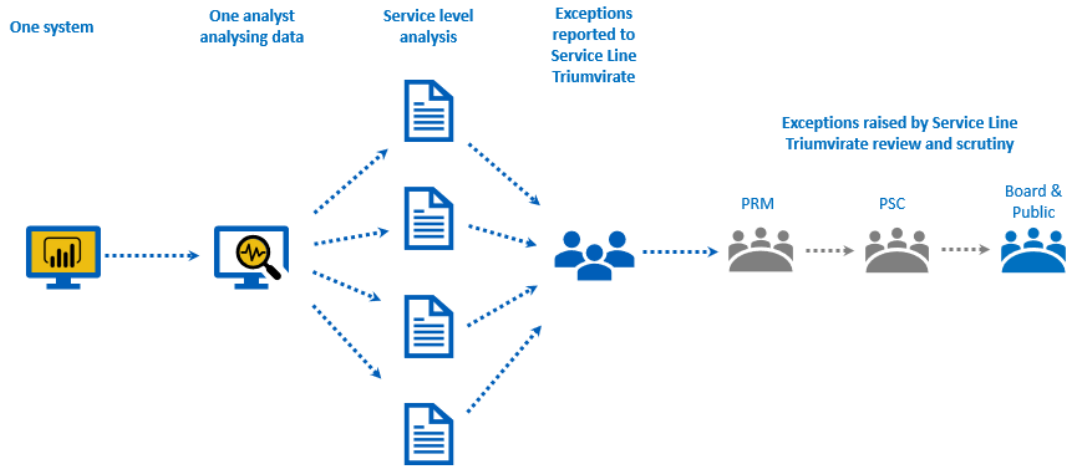 One system
One analyst
analysing data
Service level
analysis
Exceptions
reported to
Service Line
Triumvirate
Exceptions raised by Service Line
Triumvirate review and scrutiny
PRM
PSC
Board &
Public